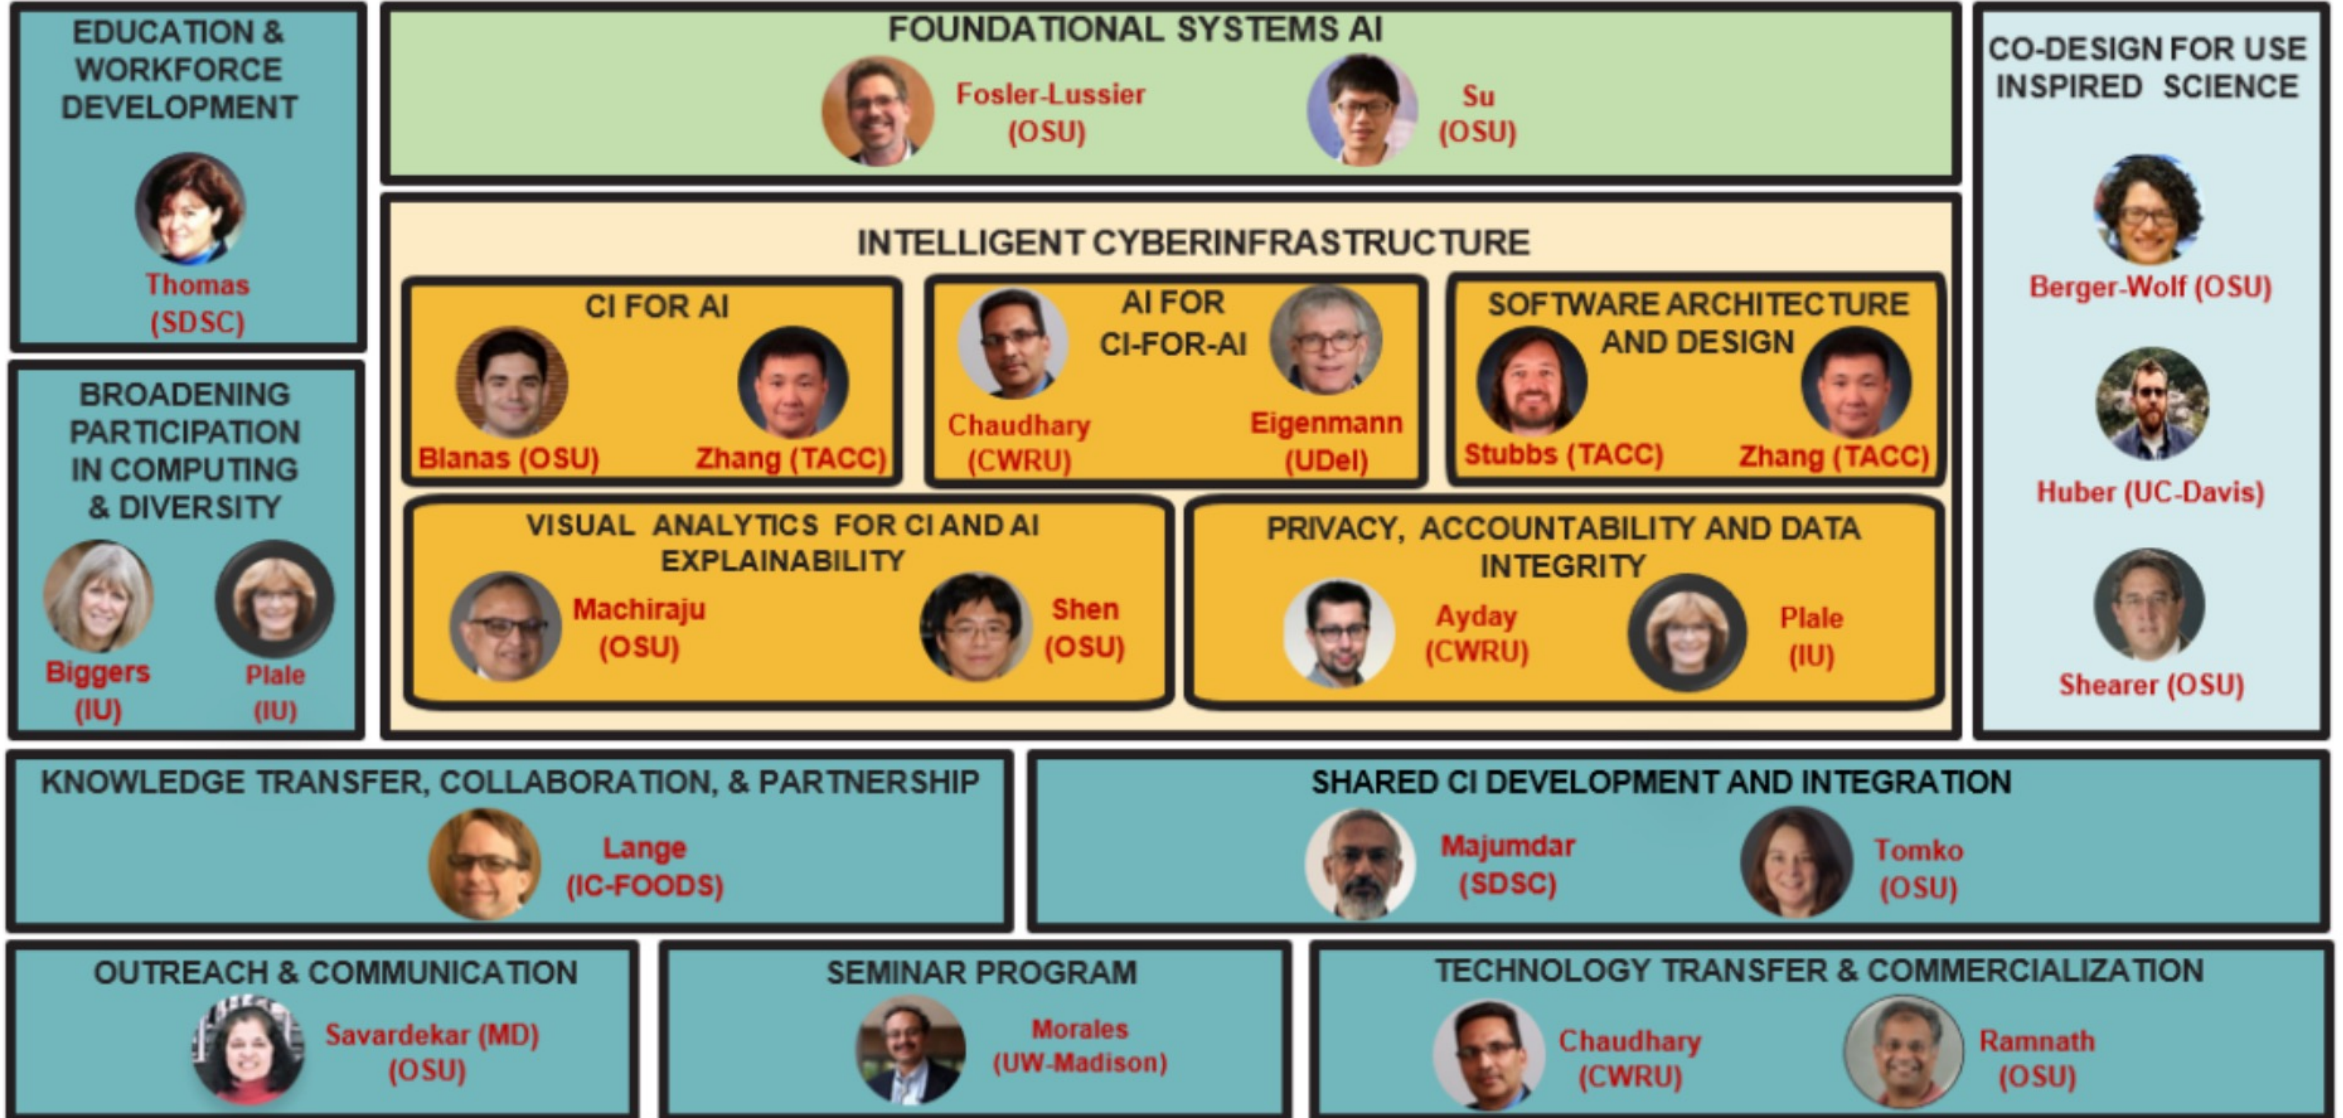 EDUCATION &
WORKFORCE
DEVELOPMENT
Thomas
(SDSC)
BROADENING
PARTICIPATION
IN COMPUTING
& DIVERSITY
Biggers
(IU)
Plale
(IU)
FOUNDATIONAL SYSTEMS AI
Fosler-Lussier
(OSU)
Su
(OSU)
INTELLIGENT CYBERINFRASTRUCTURE
CI FOR AI
Blanas (OSU)
Zhang (TACC)
AI FOR
CI-FOR-AI
Chaudhary
(CWRU)
Eigenmann
(UDel)
SOFTWARE ARCHITECTURE
AND DESIGN
Stubbs (TACC)
Zhang (TACC)
VISUAL ANALYTICS FOR CI AND AI
EXPLAINABILITY
Machiraju
(OSU)
Shen
(OSU)
PRIVACY, ACCOUNTABILITY AND DATA
INTEGRITY
Ayday
(CWRU)
Plale
(IU)
CO-DESIGN FOR USE
INSPIRED SCIENCE
Berger-Wolf (OSU)
Huber (UC-Davis)
Shearer (OSU)
KNOWLEDGE TRANSFER, COLLABORATION, & PARTNERSHIP
Lange
(IC-FOODS)
SHARED CI DEVELOPMENT AND INTEGRATION
Majumdar
(SDSC)
Tomko
(OSU)
OUTREACH & COMMUNICATION
Savardekar (MD)
(OSU)
SEMINAR PROGRAM
Morales
(UW-Madison)
TECHNOLOGY TRANSFER & COMMERCIALIZATION
Chaudhary
(CWRU)
Ramnath
(OSU)